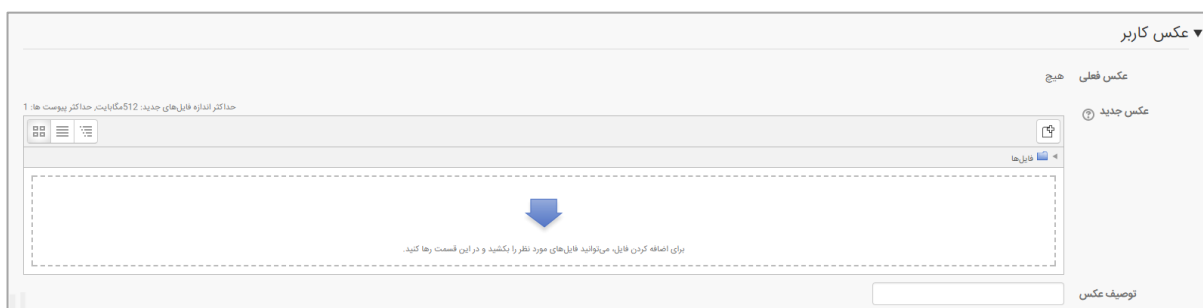 عکس کاربر
عکس فعلی هیچ
عکس جدید
حداکثر اندازه فایل‌های جدید: 512مگابایت, حداکثر پیوست ها: 1
فایل‌ها
برای اضافه کردن فایل، می‌توانید فایل‌های مورد نظر را بکشید و در این قسمت رها کنید.
توصیف عکس